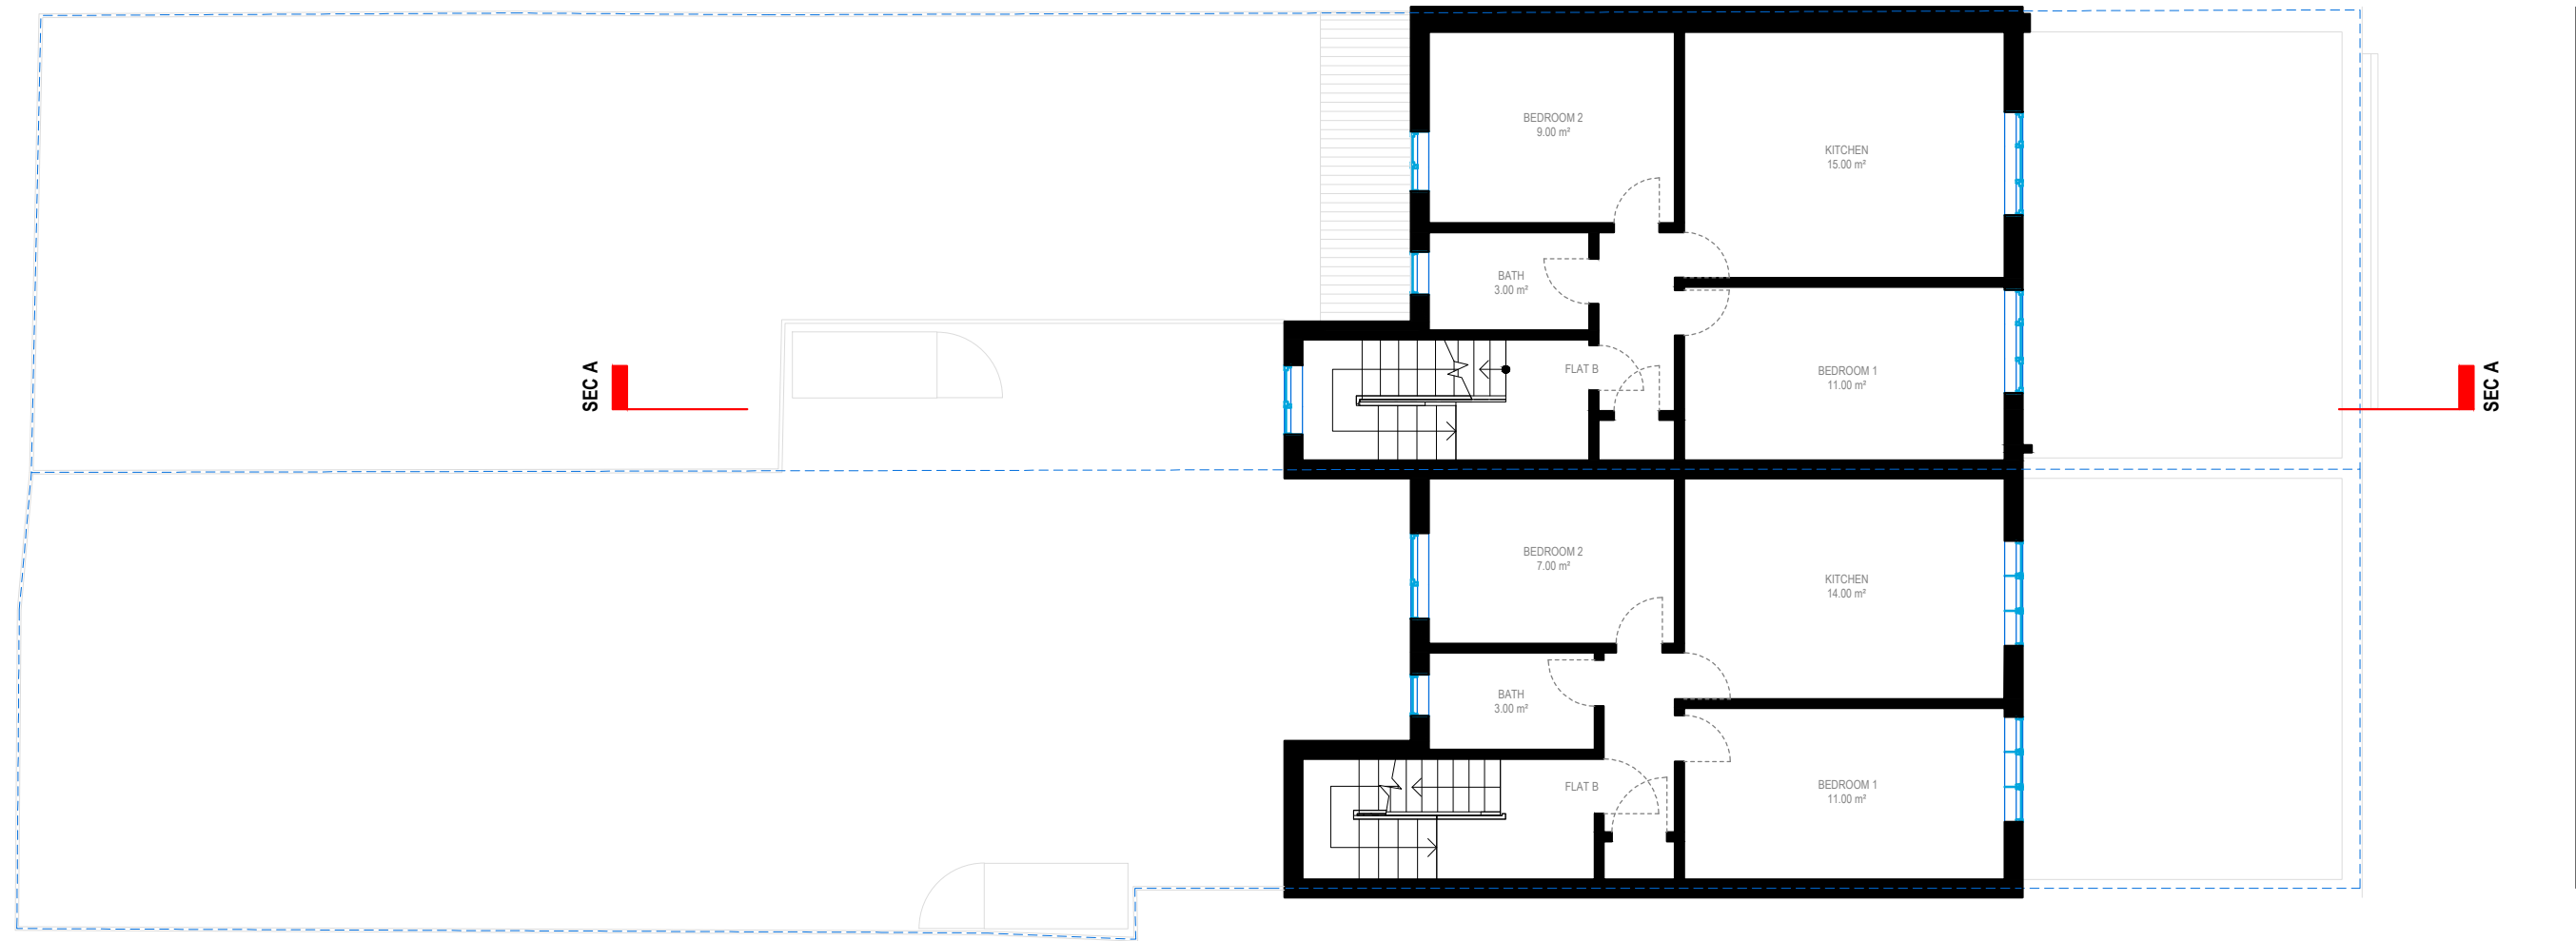 BEDROOM 2
9.00 m²
KITCHEN
15.00 m²
BATH
3.00 m²
FLAT B
BEDROOM 1
11.00 m²
SEC A
SEC A
BEDROOM 2
7.00 m²
KITCHEN
14.00 m²
BATH
3.00 m²
FLAT B
BEDROOM 1
11.00 m²